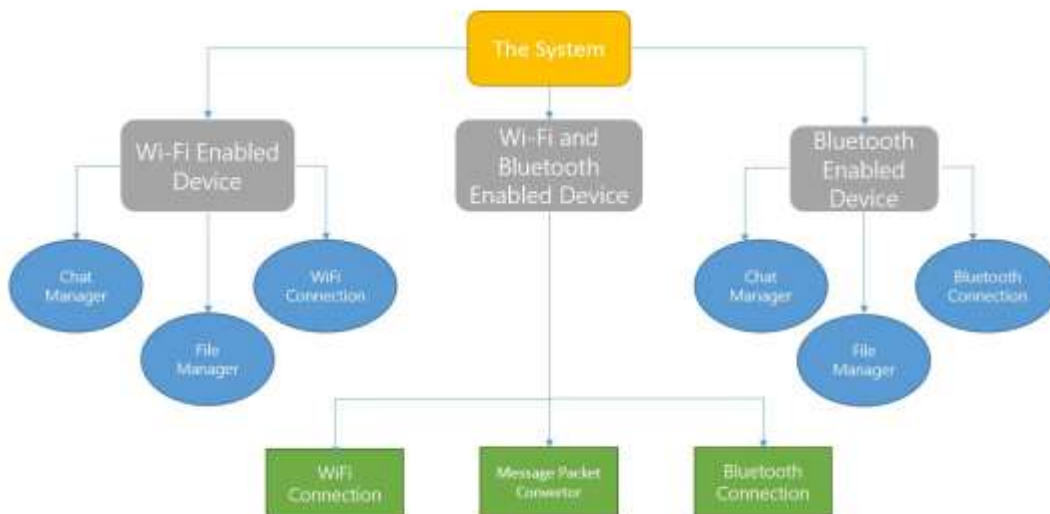 The System
Wi-Fi Enabled
Device
Wi-Fi and
Bluetooth
Enabled Device
Bluetooth
Enabled
Device
Chat
Manager
WiFi
Connection
File
Manager
Chat
Manager
Bluetooth
Connection
File
Manager
WiFi
Connection
Message Packet
Convertor
Bluetooth
Connection